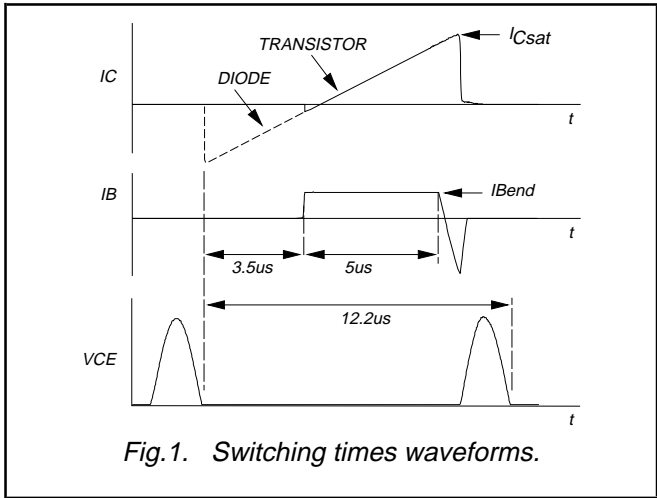 ICsat
TRANSISTOR
IC
DIODE
t
IB
IBend
t
3.5us
5us
12.2us
VCE
t
Fig.1. Switching times waveforms.